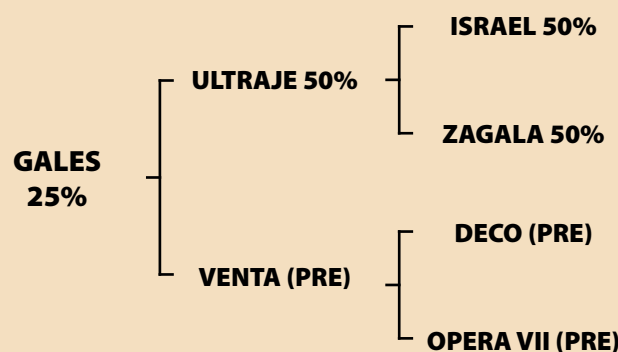 ISRAEL 50%
ULTRAJE 50%
ZAGALA 50%
GALES
25%
DECO (PRE)
VENTA (PRE)
OPERA VII (PRE)